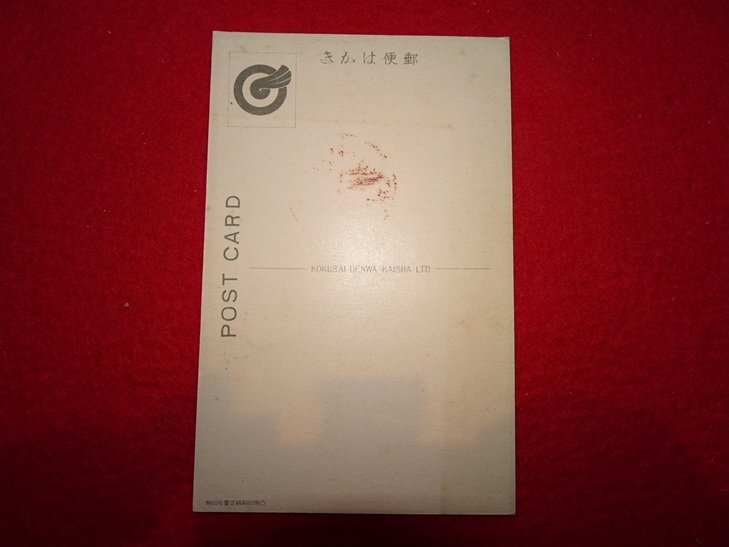 きかは便郵
POST CARD
KOKUSAI-DENWA KAISHA LTD